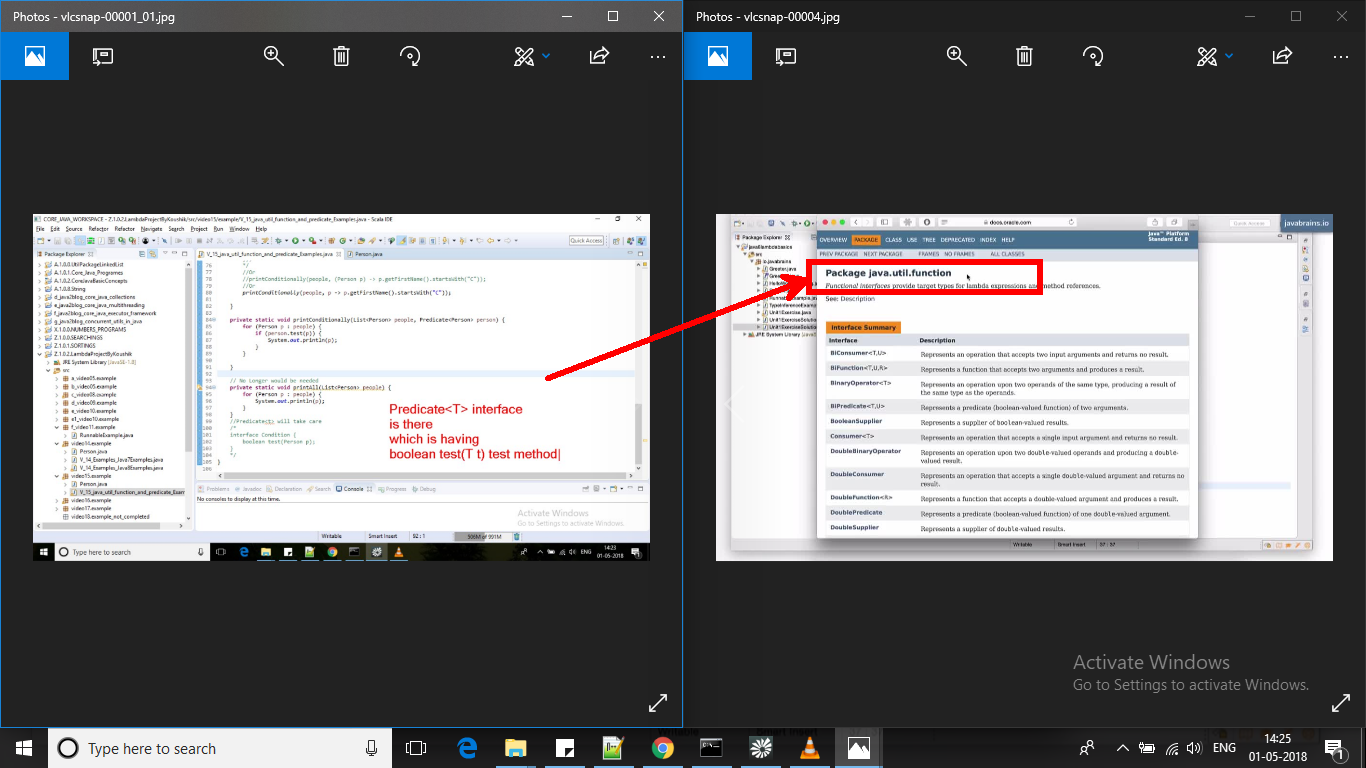 Photos - vlcsnap-00001_01.jpg
Photos - vlcsnap-00004.jpg
CORE_JAVA_WORKSPACE - Z.1.0.2.LambdaProjectByKoushik/src/video15/example/V_15_java_util_function_and_predicate_Examples.java - Scala IDE
File Edit Source Refactor Refactor Navigate Search Project Run Window Help
Quick Access
Package Explorer
V_15_java_util_function_and_predicate_Examples.java
Person.java
A.1.0.0.UtilPackageLinkedList
A.1.0.1.Core_Java_Progremes
A.1.0.2.CoreJavaBasicConcepts
A.1.0.8.String
d_java2blog_core_java_collections
e_java2blog_core_java_multithreading
f_java2blog_core_java_executor_framework
g_java2blog_concurrent_utils_in_java
X.1.0.0.NUMBERS_PROGRAMS
Z.1.0.0.SEARCHINGS
Z.1.0.1.SORTINGS
Z.1.0.2.LambdaProjectByKoushik
JRE System Library [JavaSE-1.8]
src
a_video05.example
b_video05.example
c_video08.example
d_video09.example
e_video10.example
e1_video10.example
f_video11.example
RunnableExample.java
video14.example
Person.java
V_14_Examples_Java7Examples.java
V_14_Examples_Java8Examples.java
video15.example
Person.java
V_15_java_util_function_and_predicate_Exam
video16.example
video17.example
video18.example_not_completed
76 */
77 //Or
78 //printConditionally(people, (Person p) -> p.getFirstName().startsWith("C"));
79 //Or
80 printConditionally(people, p -> p.getFirstName().startsWith("C"));
81
82 }
83
84 private static void printConditionally(List<Person> people, Predicate<Person> person) {
85 for (Person p : people) {
86 if (person.test(p)) {
87 System.out.println(p);
88 }
89 }
90
91 }
92
93 // No Longer would be needed
94 private static void printAll(List<Person> people) {
95 for (Person p : people) {
96 System.out.println(p);
97 }
98 }
99 //Predicate<T> will take care
100 /*
101 interface Condition {
102 boolean test(Person p);
103 }
104 */
105 }
106
Predicate<T> interface
is there
which is having
boolean test(T t) test method
Problems Javadoc Declaration Search Console Progress Debug
No consoles to display at this time.
Activate Windows
Go to Settings to activate Windows.
Writable Smart Insert 92 : 1 306M of 991M
Type here to search
ENG
14:23
01-05-2018
docs.oracle.com
javabrains.io
Package Explorer
java8lambdabasics
src
io.javabrains
Greeter.java
TypeInferenceExample
Unit1Exercise.java
Unit1ExerciseSolution
Unit1ExerciseSolution
JRE System Library [JavaSE
OVERVIEW PACKAGE CLASS USE TREE DEPRECATED INDEX HELP
Java™ Platform
Standard Ed. 8
PREV PACKAGE NEXT PACKAGE FRAMES NO FRAMES ALL CLASSES
Package java.util.function
Functional interfaces provide target types for lambda expressions and method references.
See: Description
Interface Summary
Interface Description
BiConsumer<T,U> Represents an operation that accepts two input arguments and returns no result.
BiFunction<T,U,R> Represents a function that accepts two arguments and produces a result.
BinaryOperator<T> Represents an operation upon two operands of the same type, producing a result of
the same type as the operands.
BiPredicate<T,U> Represents a predicate (boolean-valued function) of two arguments.
BooleanSupplier Represents a supplier of boolean-valued results.
Consumer<T> Represents an operation that accepts a single input argument and returns no result.
DoubleBinaryOperator Represents an operation upon two double-valued operands and producing a double-
valued result.
DoubleConsumer Represents an operation that accepts a single double-valued argument and returns no
result.
DoubleFunction<R> Represents a function that accepts a double-valued argument and produces a result.
DoublePredicate Represents a predicate (boolean-valued function) of one double-valued argument.
DoubleSupplier Represents a supplier of double-valued results.
Writable Smart Insert 57 : 57
Activate Windows
Go to Settings to activate Windows.
Type here to search
ENG
14:25
01-05-2018
1